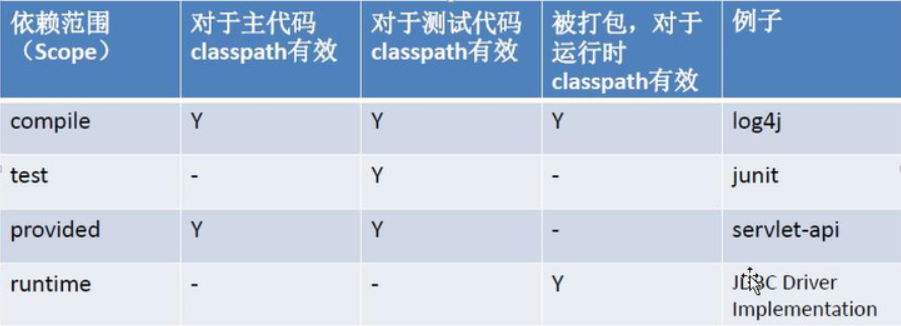 依赖范围
（Scope）
对于主代码
classpath有效
对于测试代码
classpath有效
被打包，对于
运行时
classpath有效
例子
compile Y Y Y log4j
test - Y - junit
provided Y Y - servlet-api
runtime - - Y JDBC Driver
Implementation